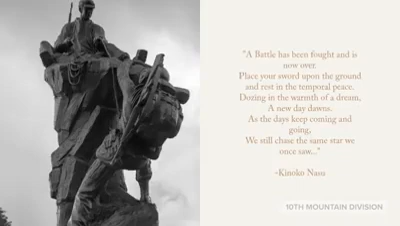 "A Battle has been fought and is
now over.
Place your sword upon the ground
and rest in the temporal peace.
Dozing in the warmth of a dream,
A new day dawns.
As the days keep coming and
going,
We still chase the same star we
once saw..."
-Kinoko Nasu
10TH MOUNTAIN DIVISION